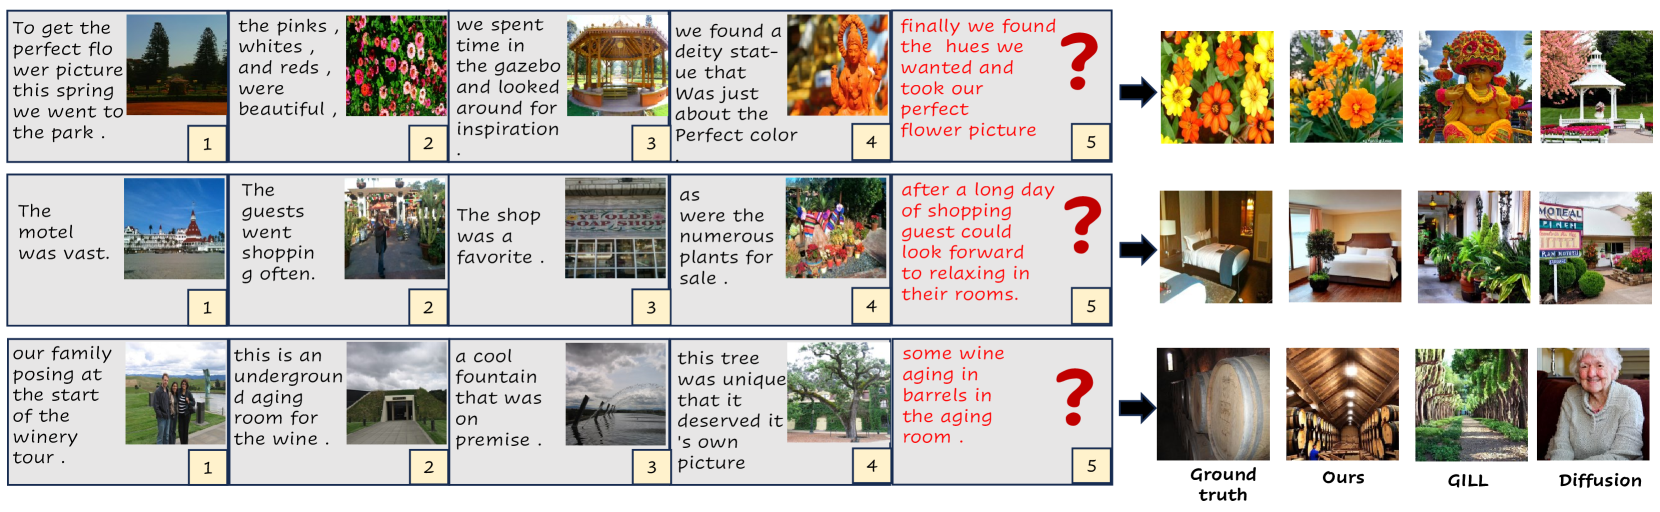 To get the
perfect flo
wer picture
this spring
we went to
the park .
1
the pinks ,
whites ,
and reds ,
were
beautiful ,
2
we spent
time in
the gazebo
and looked
around for
inspiration
.
3
we found a
deity stat-
ue that
Was just
about the
Perfect color
.
4
finally we found
the hues we
wanted and
took our
perfect
flower picture
?
5
The
motel
was vast.
1
The
guests
went
shoppin
g often.
2
The shop
was a
favorite .
YE OLDE
SOAP SHOP
3
as
were the
numerous
plants for
sale .
4
after a long day
of shopping
guest could
look forward
to relaxing in
their rooms.
?
5
MOTEAL
our family
posing at
the start
of the
winery
tour .
1
this is an
undergroun
d aging
room for
the wine .
2
a cool
fountain
that was
on
premise .
3
this tree
was unique
that it
deserved it
's own
picture
4
some wine
aging in
barrels in
the aging
room .
?
5
Ground
truth
Ours
GILL
Diffusion